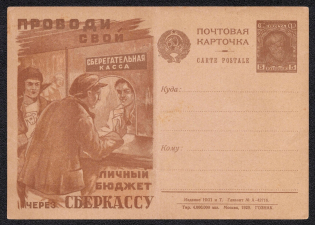 ПРОВОДИ
СВОЙ
СБЕРЕГАТЕЛЬНАЯ
КАССА
ЛИЧНЫЙ
БЮДЖЕТ
ЧЕРЕЗ СБЕРКАССУ
ПОЧТОВАЯ
КАРТОЧКА
CARTE POSTALE
Куда:
Кому